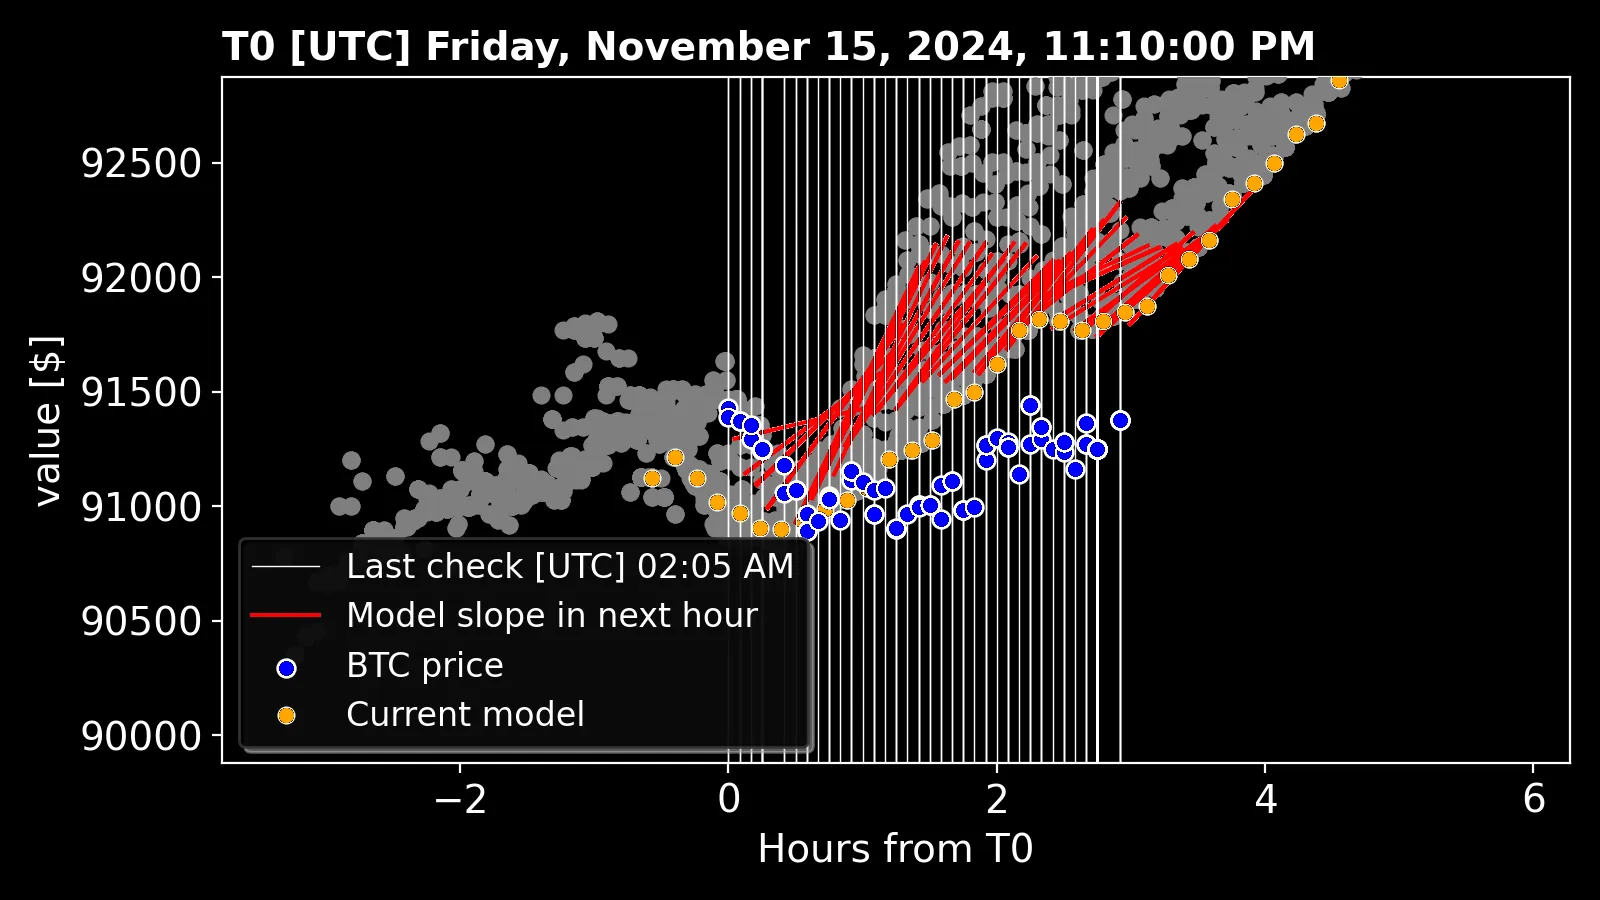 T0 [UTC] Friday, November 15, 2024, 11:10:00 PM
value [$]
92500
92000
91500
91000
90500
90000
Last check [UTC] 02:05 AM
Model slope in next hour
BTC price
Current model
−2 0 2 4 6
Hours from T0